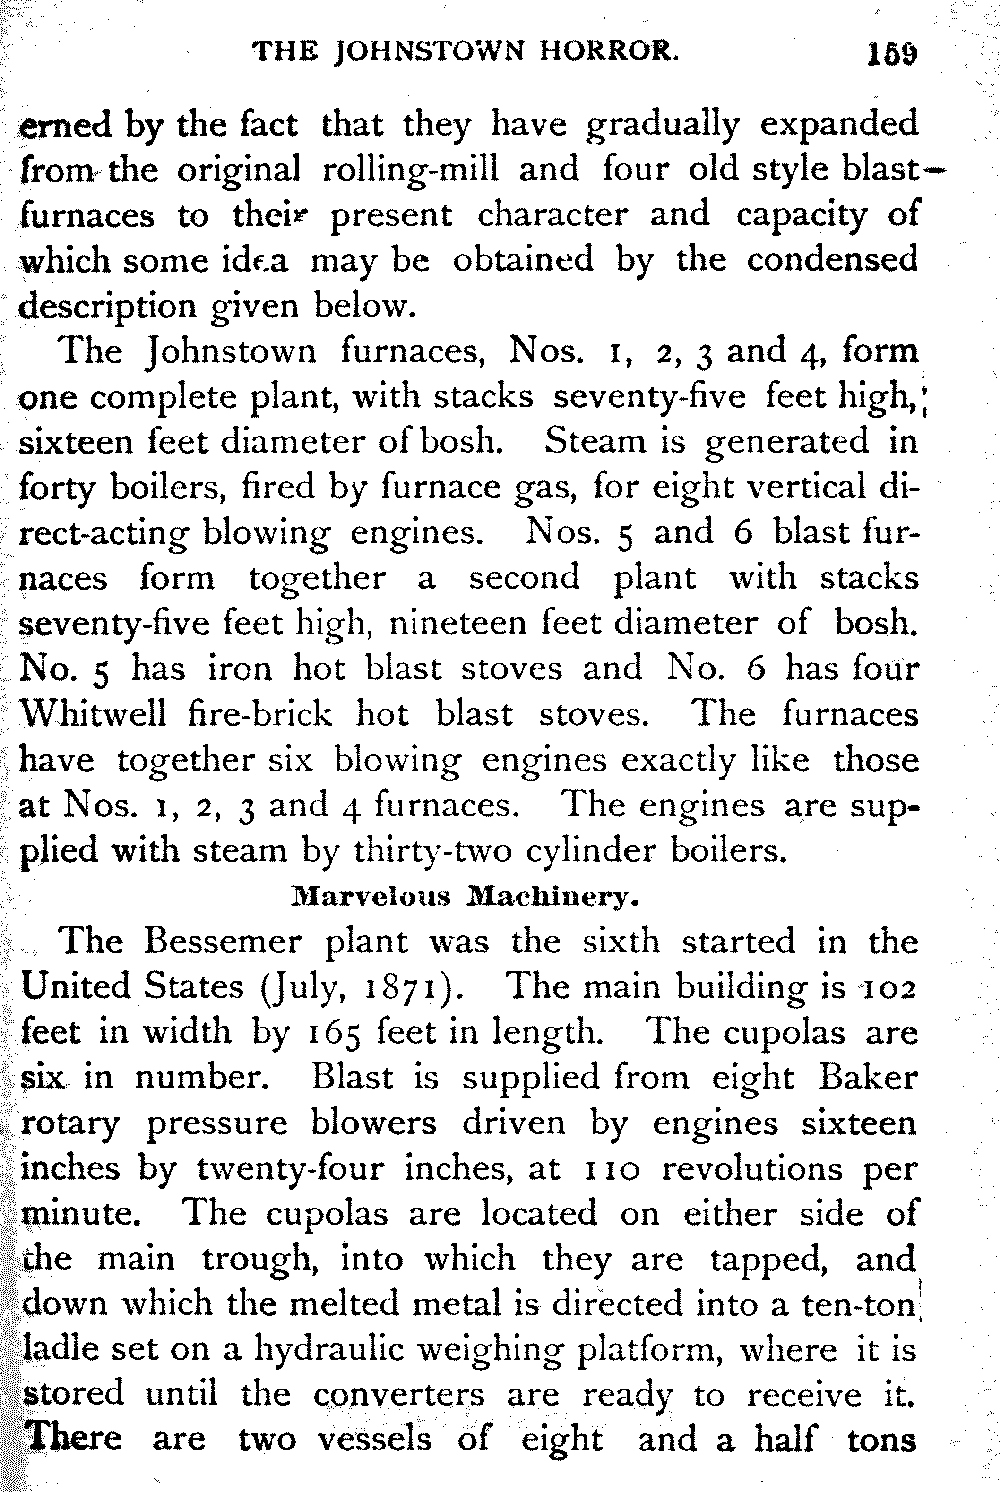 THE JOHNSTOWN HORROR. 159
erned by the fact that they have gradually expanded
from the original rolling-mill and four old style blast-
furnaces to their present character and capacity of
which some idea may be obtained by the condensed
description given below.
The Johnstown furnaces, Nos. 1, 2, 3 and 4, form
one complete plant, with stacks seventy-five feet high,
sixteen feet diameter of bosh. Steam is generated in
forty boilers, fired by furnace gas, for eight vertical di-
rect-acting blowing engines. Nos. 5 and 6 blast fur-
naces form together a second plant with stacks
seventy-five feet high, nineteen feet diameter of bosh.
No. 5 has iron hot blast stoves and No. 6 has four
Whitwell fire-brick hot blast stoves. The furnaces
have together six blowing engines exactly like those
at Nos. 1, 2, 3 and 4 furnaces. The engines are sup-
plied with steam by thirty-two cylinder boilers.
Marvelous Machinery.
The Bessemer plant was the sixth started in the
United States (July, 1871). The main building is 102
feet in width by 165 feet in length. The cupolas are
six in number. Blast is supplied from eight Baker
rotary pressure blowers driven by engines sixteen
inches by twenty-four inches, at 110 revolutions per
minute. The cupolas are located on either side of
the main trough, into which they are tapped, and
down which the melted metal is directed into a ten-ton
ladle set on a hydraulic weighing platform, where it is
stored until the converters are ready to receive it.
There are two vessels of eight and a half tons